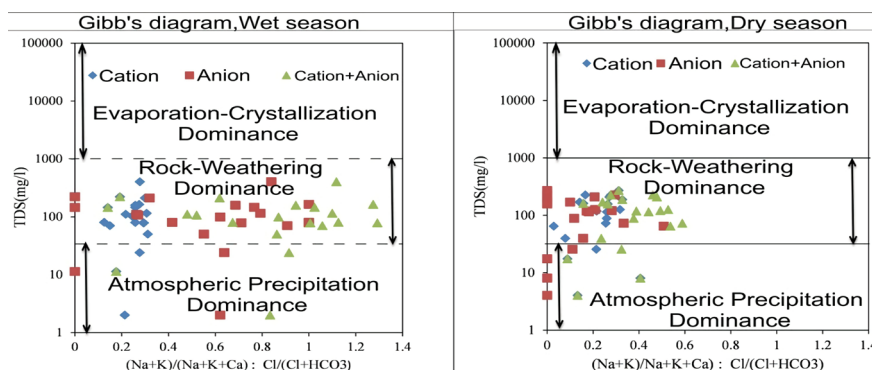 Gibb's diagram,Wet season
100000
10000
1000
100
10
1
TDS(mg/l)
Cation
Anion
Cation+Anion
Evaporation-Crystallization
Dominance
Rock-Weathering
Dominance
Atmospheric Precipitation
Dominance
0 0.2 0.4 0.6 0.8 1 1.2 1.4
(Na+K)/(Na+K+Ca) : Cl/(Cl+HCO3)
Gibb's diagram,Dry season
100000
10000
1000
100
10
1
TDS(mg/l)
Cation
Anion
Cation+Anion
Evaporation-Crystallization
Dominance
Rock-Weathering
Dominance
Atmospheric Precipitation
Dominance
0 0.2 0.4 0.6 0.8 1 1.2 1.4
(Na+K)/Na+K+Ca) : Cl/(Cl+HCO3)